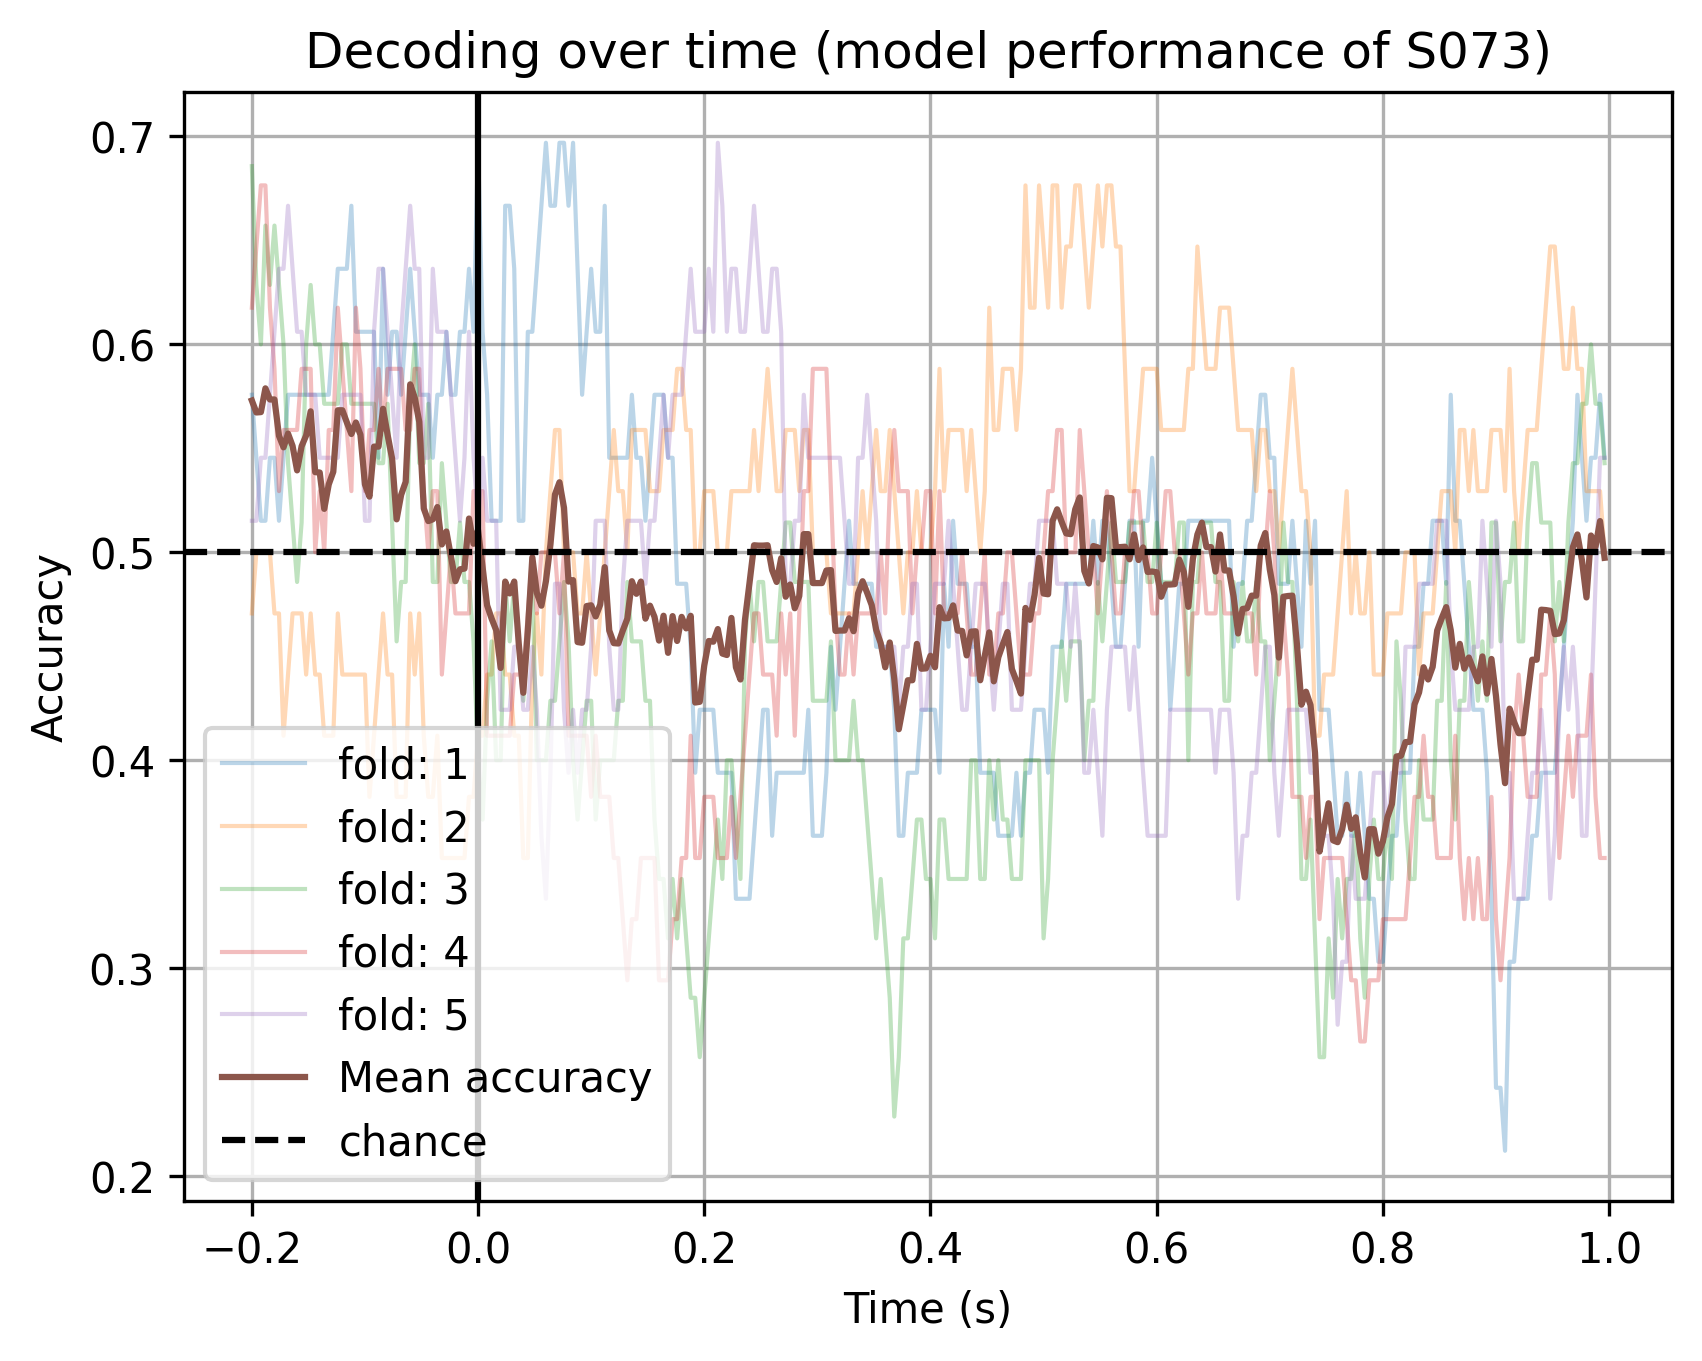 Decoding over time (model performance of S073)
0.7
0.6
0.5
0.4
0.3
0.2
Accuracy
fold: 1
fold: 2
fold: 3
fold: 4
fold: 5
Mean accuracy
chance
−0.2 0.0 0.2 0.4 0.6 0.8 1.0
Time (s)